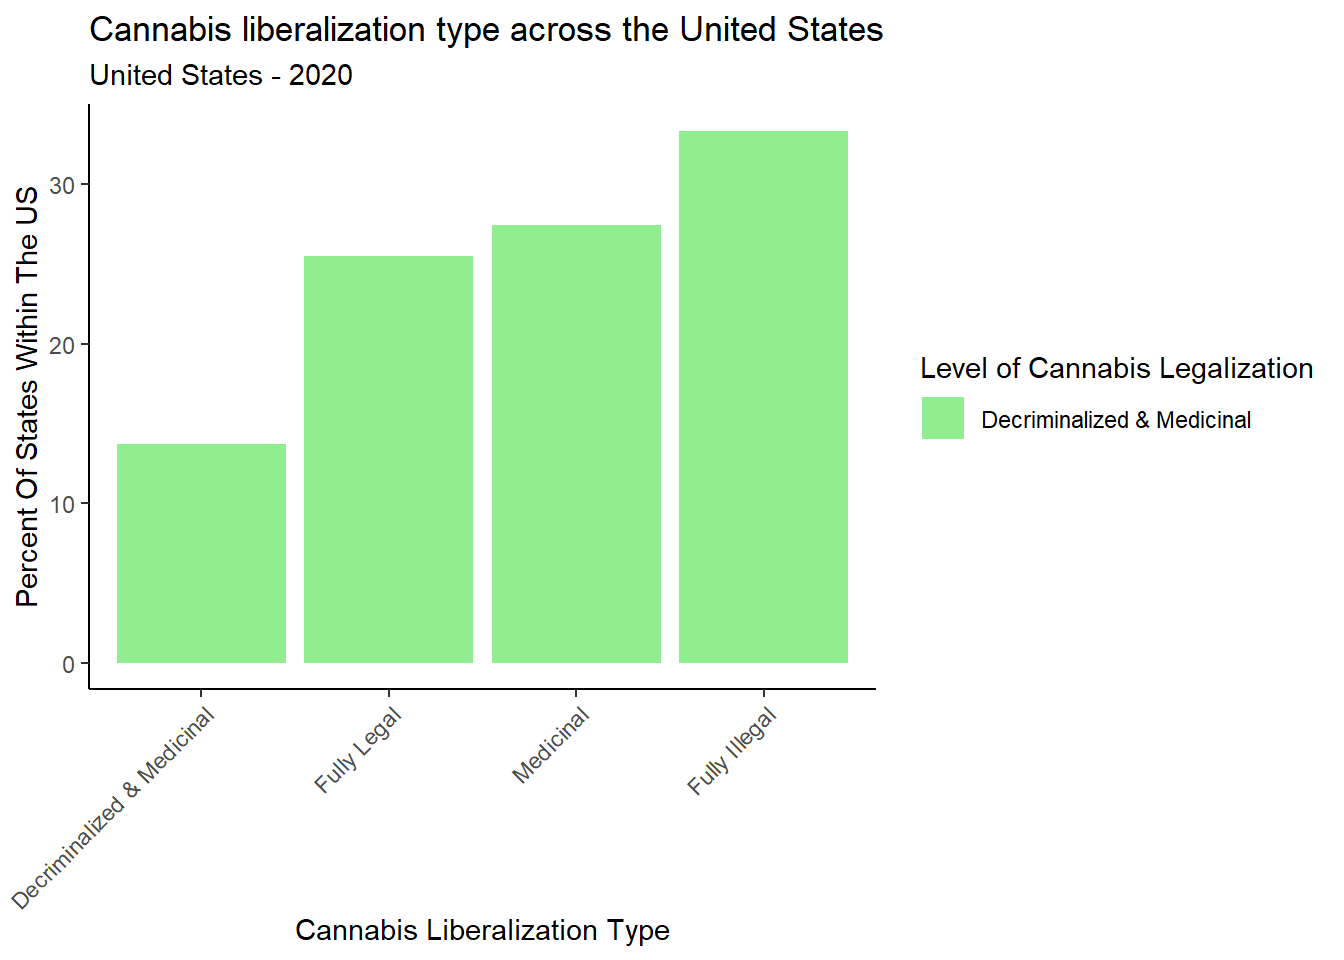 Cannabis liberalization type across the United States
United States - 2020
Percent Of States Within The US
30
20
10
0
Decriminalized & Medicinal
Fully Legal
Medicinal
Fully Illegal
Cannabis Liberalization Type
Level of Cannabis Legalization
Decriminalized & Medicinal